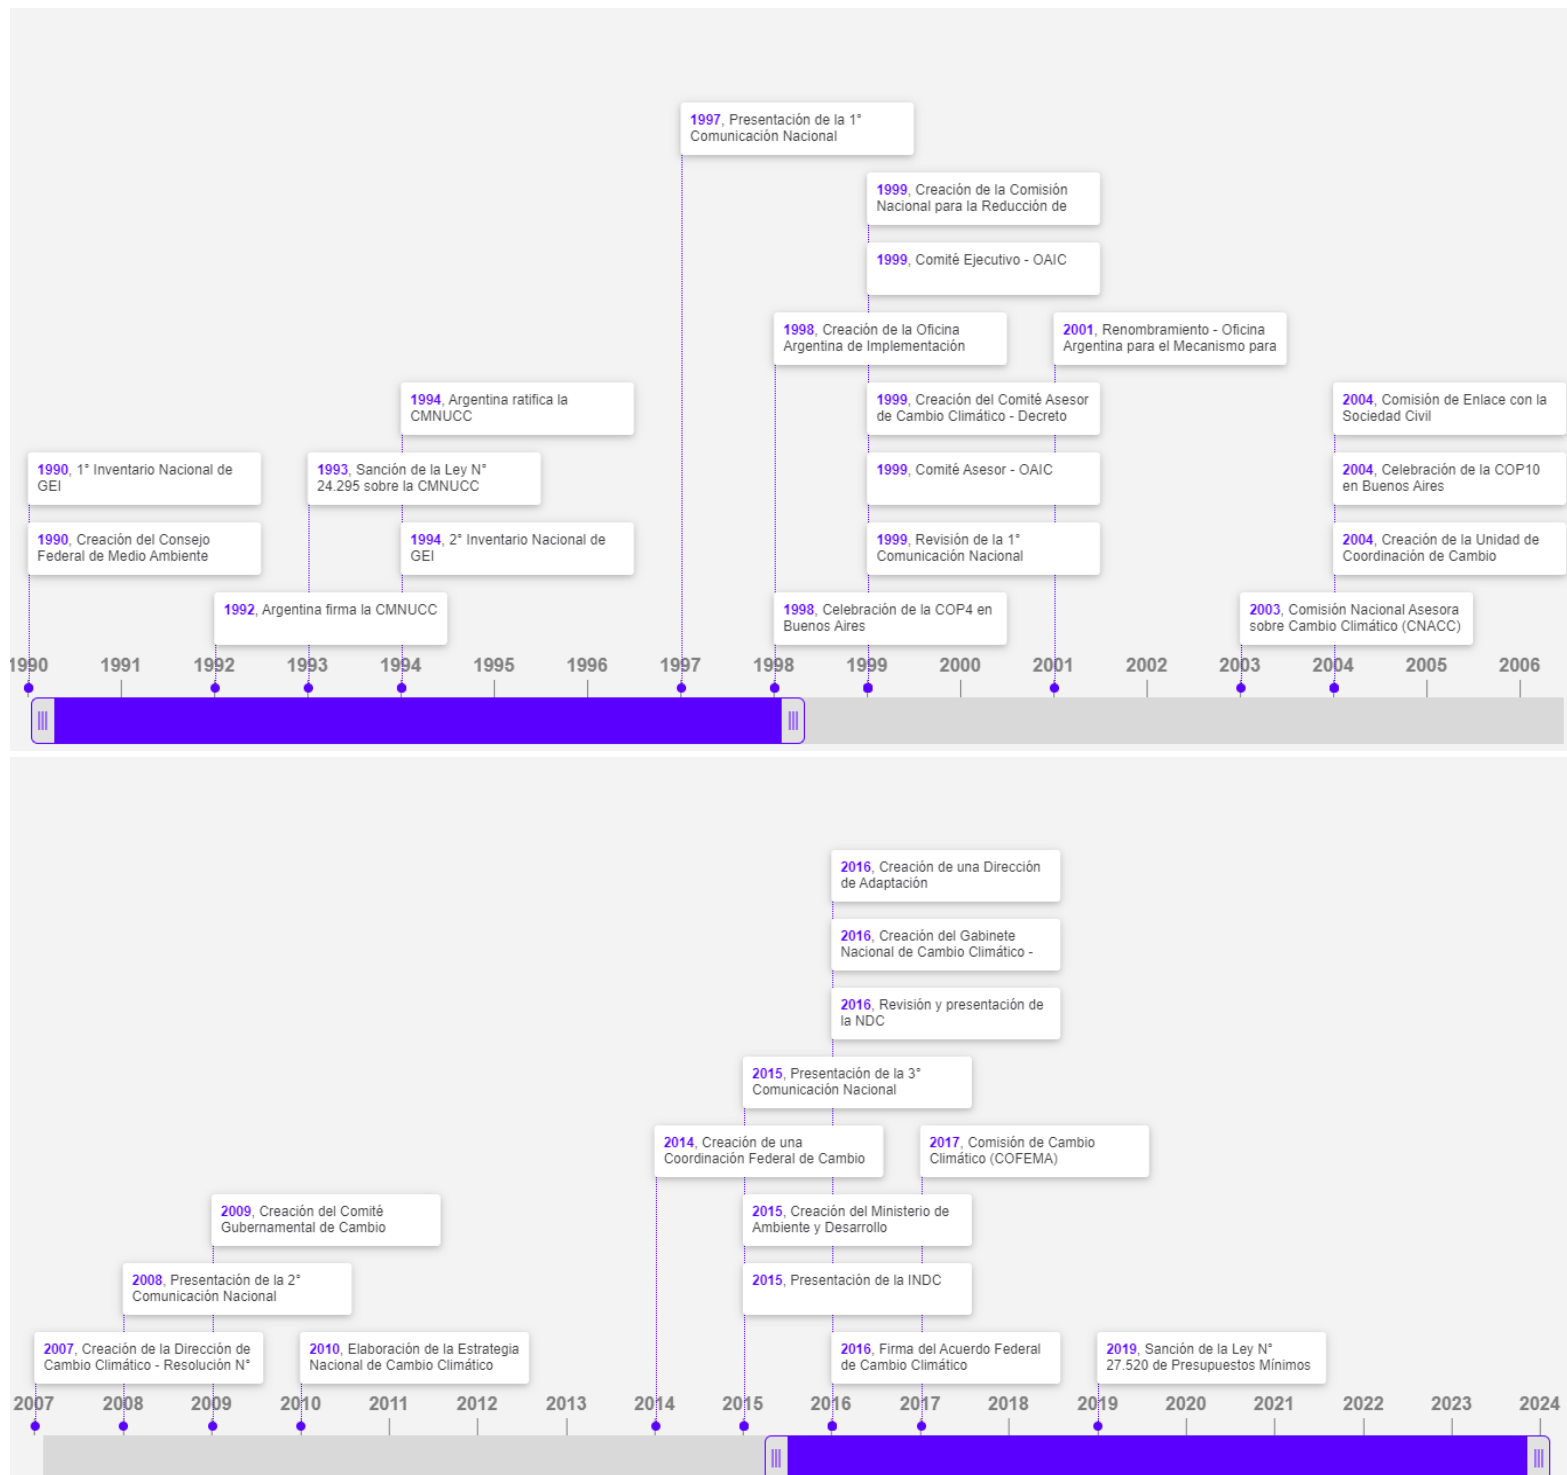 1997, Presentación de la 1°
Comunicación Nacional
1999, Creación de la Comisión
Nacional para la Reducción de
1999, Comité Ejecutivo - OAIC
1998, Creación de la Oficina
Argentina de Implementación
2001, Renombramiento - Oficina
Argentina para el Mecanismo para
1994, Argentina ratifica la
CMNUCC
1999, Creación del Comité Asesor
de Cambio Climático - Decreto
2004, Comisión de Enlace con la
Sociedad Civil
1990, 1° Inventario Nacional de
GEI
1993, Sanción de la Ley N°
24.295 sobre la CMNUCC
1999, Comité Asesor - OAIC
2004, Celebración de la COP10
en Buenos Aires
1990, Creación del Consejo
Federal de Medio Ambiente
1994, 2° Inventario Nacional de
GEI
1999, Revisión de la 1°
Comunicación Nacional
2004, Creación de la Unidad de
Coordinación de Cambio
1992, Argentina firma la CMNUCC
1998, Celebración de la COP4 en
Buenos Aires
2003, Comisión Nacional Asesora
sobre Cambio Climático (CNACC)
1990 1991 1992 1993 1994 1995 1996 1997 1998 1999 2000 2001 2002 2003 2004 2005 2006
2016, Creación de una Dirección
de Adaptación
2016, Creación del Gabinete
Nacional de Cambio Climático -
2016, Revisión y presentación de
la NDC
2015, Presentación de la 3°
Comunicación Nacional
2014, Creación de una
Coordinación Federal de Cambio
2017, Comisión de Cambio
Climático (COFEMA)
2009, Creación del Comité
Gubernamental de Cambio
2015, Creación del Ministerio de
Ambiente y Desarrollo
2008, Presentación de la 2°
Comunicación Nacional
2015, Presentación de la INDC
2007, Creación de la Dirección de
Cambio Climático - Resolución N°
2010, Elaboración de la Estrategia
Nacional de Cambio Climático
2016, Firma del Acuerdo Federal
de Cambio Climático
2019, Sanción de la Ley N°
27.520 de Presupuestos Mínimos
2007 2008 2009 2010 2011 2012 2013 2014 2015 2016 2017 2018 2019 2020 2021 2022 2023 2024